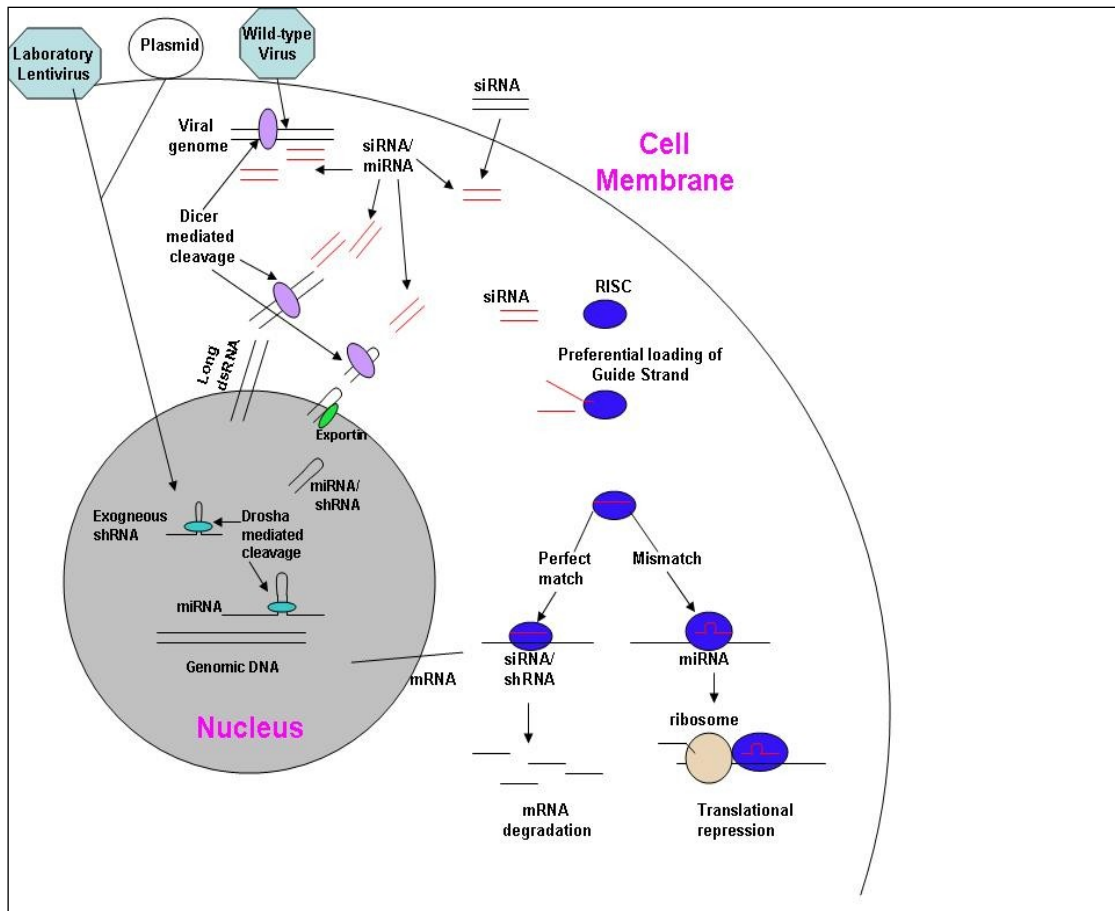 Laboratory
Lentivirus
Plasmid
Wild-type
Virus
siRNA
Viral
genome
siRNA/
miRNA
Cell
Membrane
Dicer
mediated
cleavage
siRNA
RISC
Preferential loading of
Guide Strand
Long
dsRNA
Exportin
miRNA/
shRNA
Exogneous
shRNA
Drosha
mediated
cleavage
miRNA
Genomic DNA
Nucleus
mRNA
Perfect
match
Mismatch
siRNA/
shRNA
miRNA
ribosome
mRNA
degradation
Translational
repression